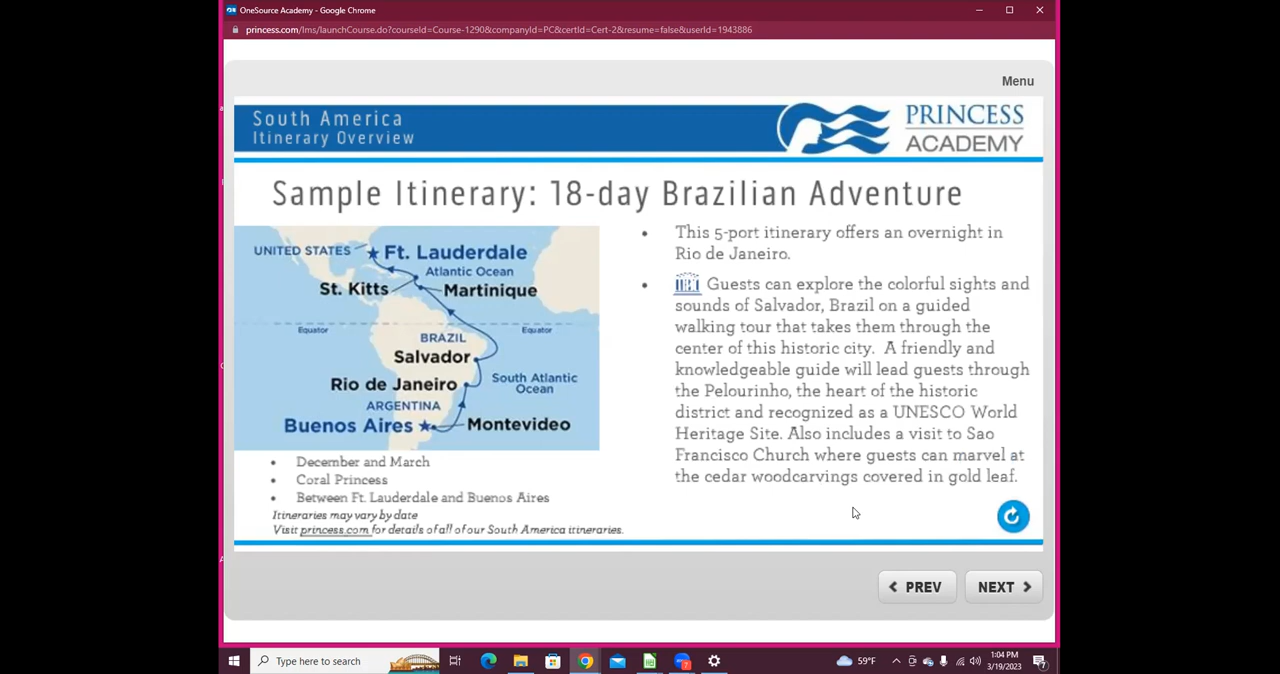 OneSource Academy - Google Chrome
princess.com/lms/launchCourse.do?courseId=Course-1290&companyId=PC&certId=Cert-2&resume=false&userId=1943886
Menu
South America
Itinerary Overview
PRINCESS
ACADEMY
Sample Itinerary: 18-day Brazilian Adventure
UNITED STATES
Ft. Lauderdale
Atlantic Ocean
St. Kitts
Martinique
Equator
Equator
BRAZIL
Salvador
Rio de Janeiro
South Atlantic
Ocean
ARGENTINA
Buenos Aires
Montevideo
• December and March
• Coral Princess
• Between Ft. Lauderdale and Buenos Aires
Itineraries may vary by date
Visit princess.com for details of all of our South America itineraries.
• This 5-port itinerary offers an overnight in
Rio de Janeiro.
• Guests can explore the colorful sights and
sounds of Salvador, Brazil on a guided
walking tour that takes them through the
center of this historic city. A friendly and
knowledgeable guide will lead guests through
the Pelourinho, the heart of the historic
district and recognized as a UNESCO World
Heritage Site. Also includes a visit to Sao
Francisco Church where guests can marvel at
the cedar woodcarvings covered in gold leaf.
PREV
NEXT
Type here to search
59°F
1:04 PM
3/19/2023